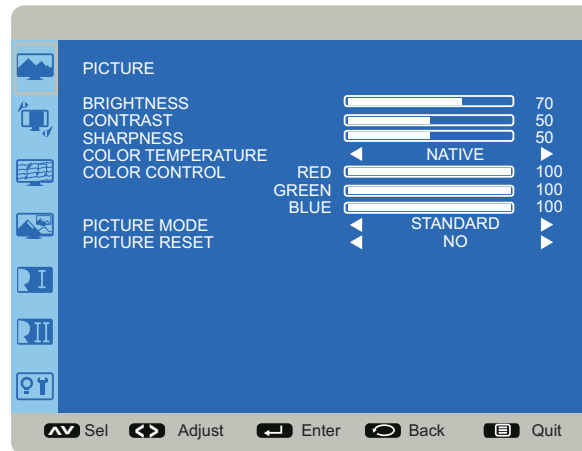 PICTURE
BRIGHTNESS 70
CONTRAST 50
SHARPNESS 50
COLOR TEMPERATURE NATIVE
COLOR CONTROL RED 100
GREEN 100
BLUE 100
PICTURE MODE STANDARD
PICTURE RESET NO
Sel Adjust Enter Back Quit